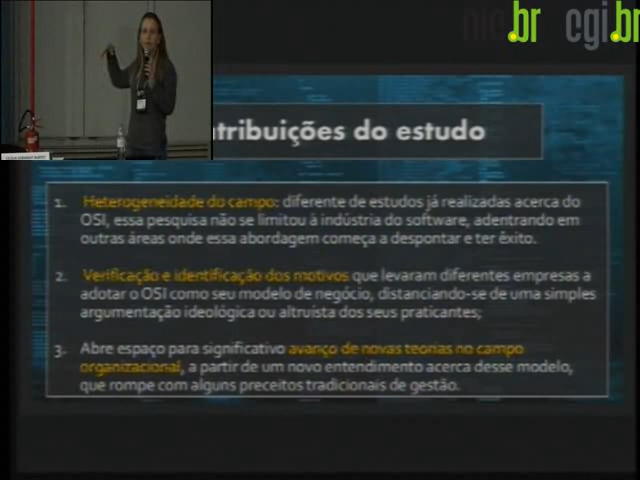 nic.br cgi.br
ntribuições do estudo
1. Heterogeneidade do campo: diferente de estudos já realizadas acerca do
OSI, essa pesquisa não se limitou à indústria do software, adentrando em
outras áreas onde essa abordagem começa a despontar e ter êxito.
2. Verificação e identificação dos motivos que levaram diferentes empresas a
adotar o OSI como seu modelo de negócio, distanciando-se de uma simples
argumentação ideológica ou altruísta dos seus praticantes;
3. Abre espaço para significativo avanço de novas teorias no campo
organizacional, a partir de um novo entendimento acerca desse modelo,
que rompe com alguns preceitos tradicionais de gestão.